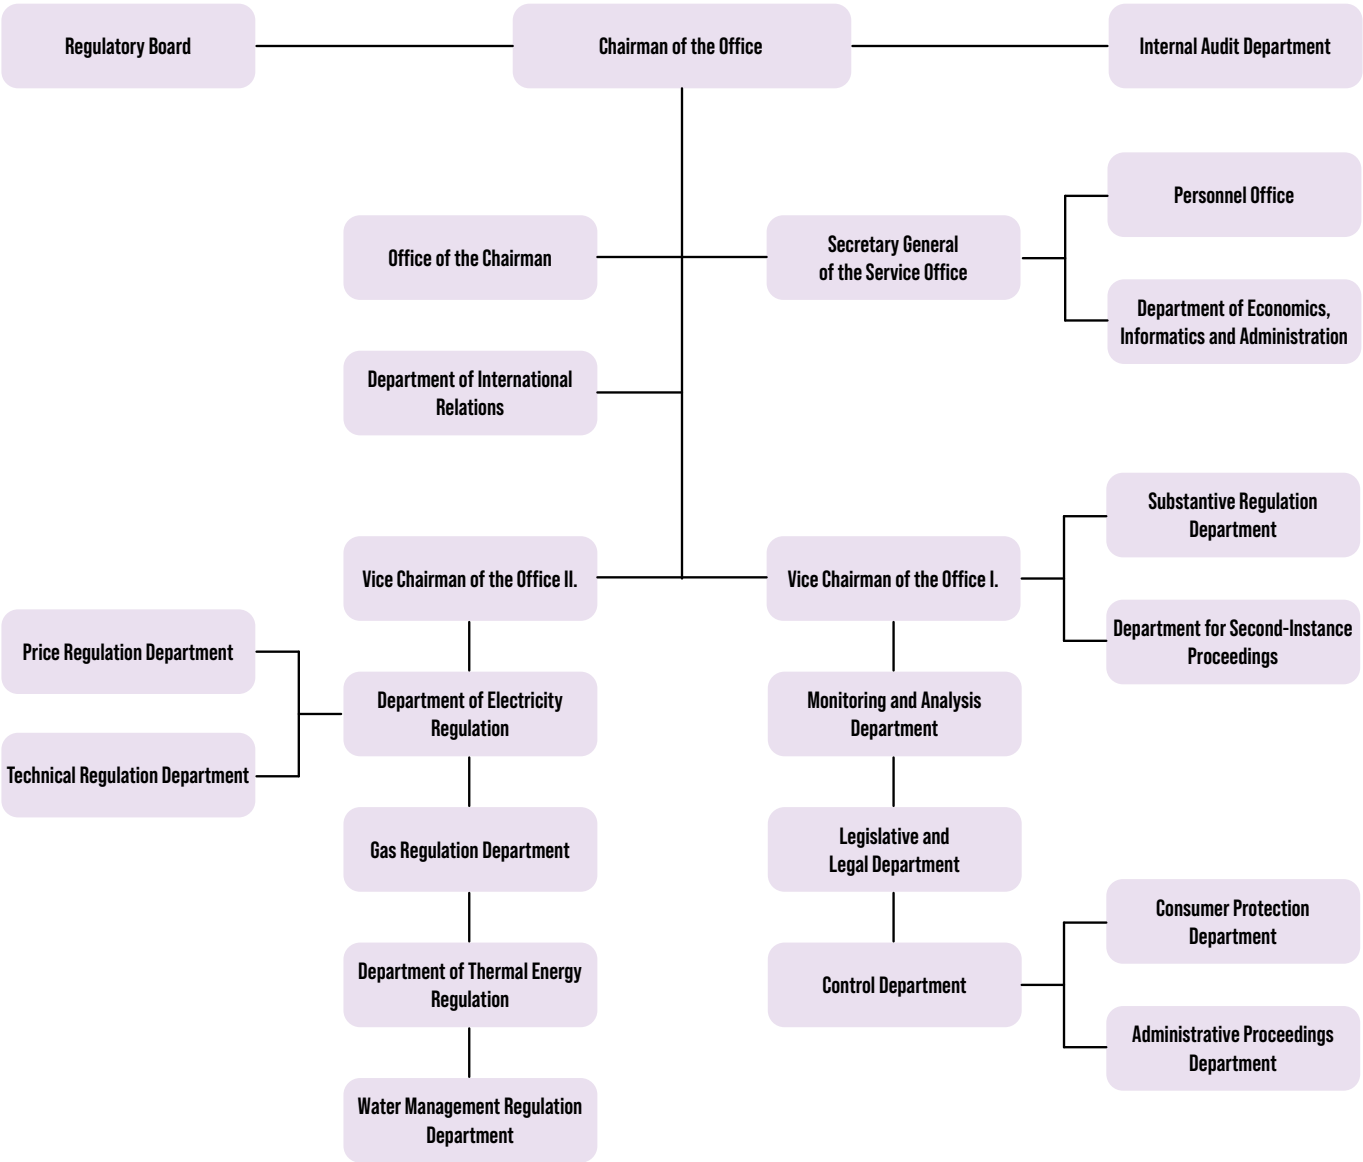 Regulatory Board
Chairman of the Office
Internal Audit Department
Personnel Office
Office of the Chairman
Secretary General
of the Service Office
Department of Economics,
Informatics and Administration
Department of International
Relations
Substantive Regulation
Department
Vice Chairman of the Office II.
Vice Chairman of the Office I.
Department for Second-Instance
Proceedings
Price Regulation Department
Department of Electricity
Regulation
Monitoring and Analysis
Department
Technical Regulation Department
Gas Regulation Department
Legislative and
Legal Department
Consumer Protection
Department
Department of Thermal Energy
Regulation
Control Department
Administrative Proceedings
Department
Water Management Regulation
Department